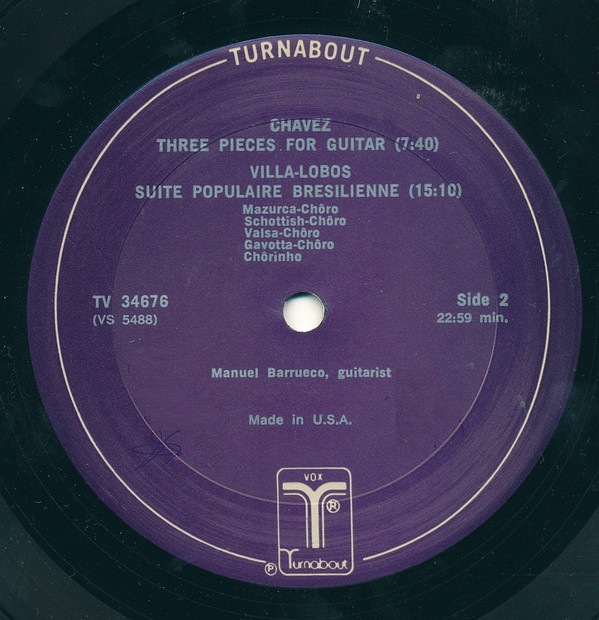 TURNABOUT
CHAVEZ
THREE PIECES FOR GUITAR (7:40)
VILLA-LOBOS
SUITE POPULAIRE BRESILIENNE (15:10)
Mazurca-Chôro
Schottish-Chôro
Valsa-Chôro
Gavotta-Chôro
Chôrinho
TV 34676
(VS 5488)
Side 2
22:59 min.
Manuel Barrueco, guitarist
Made in U.S.A.
VOX
®
Turnabout
℗